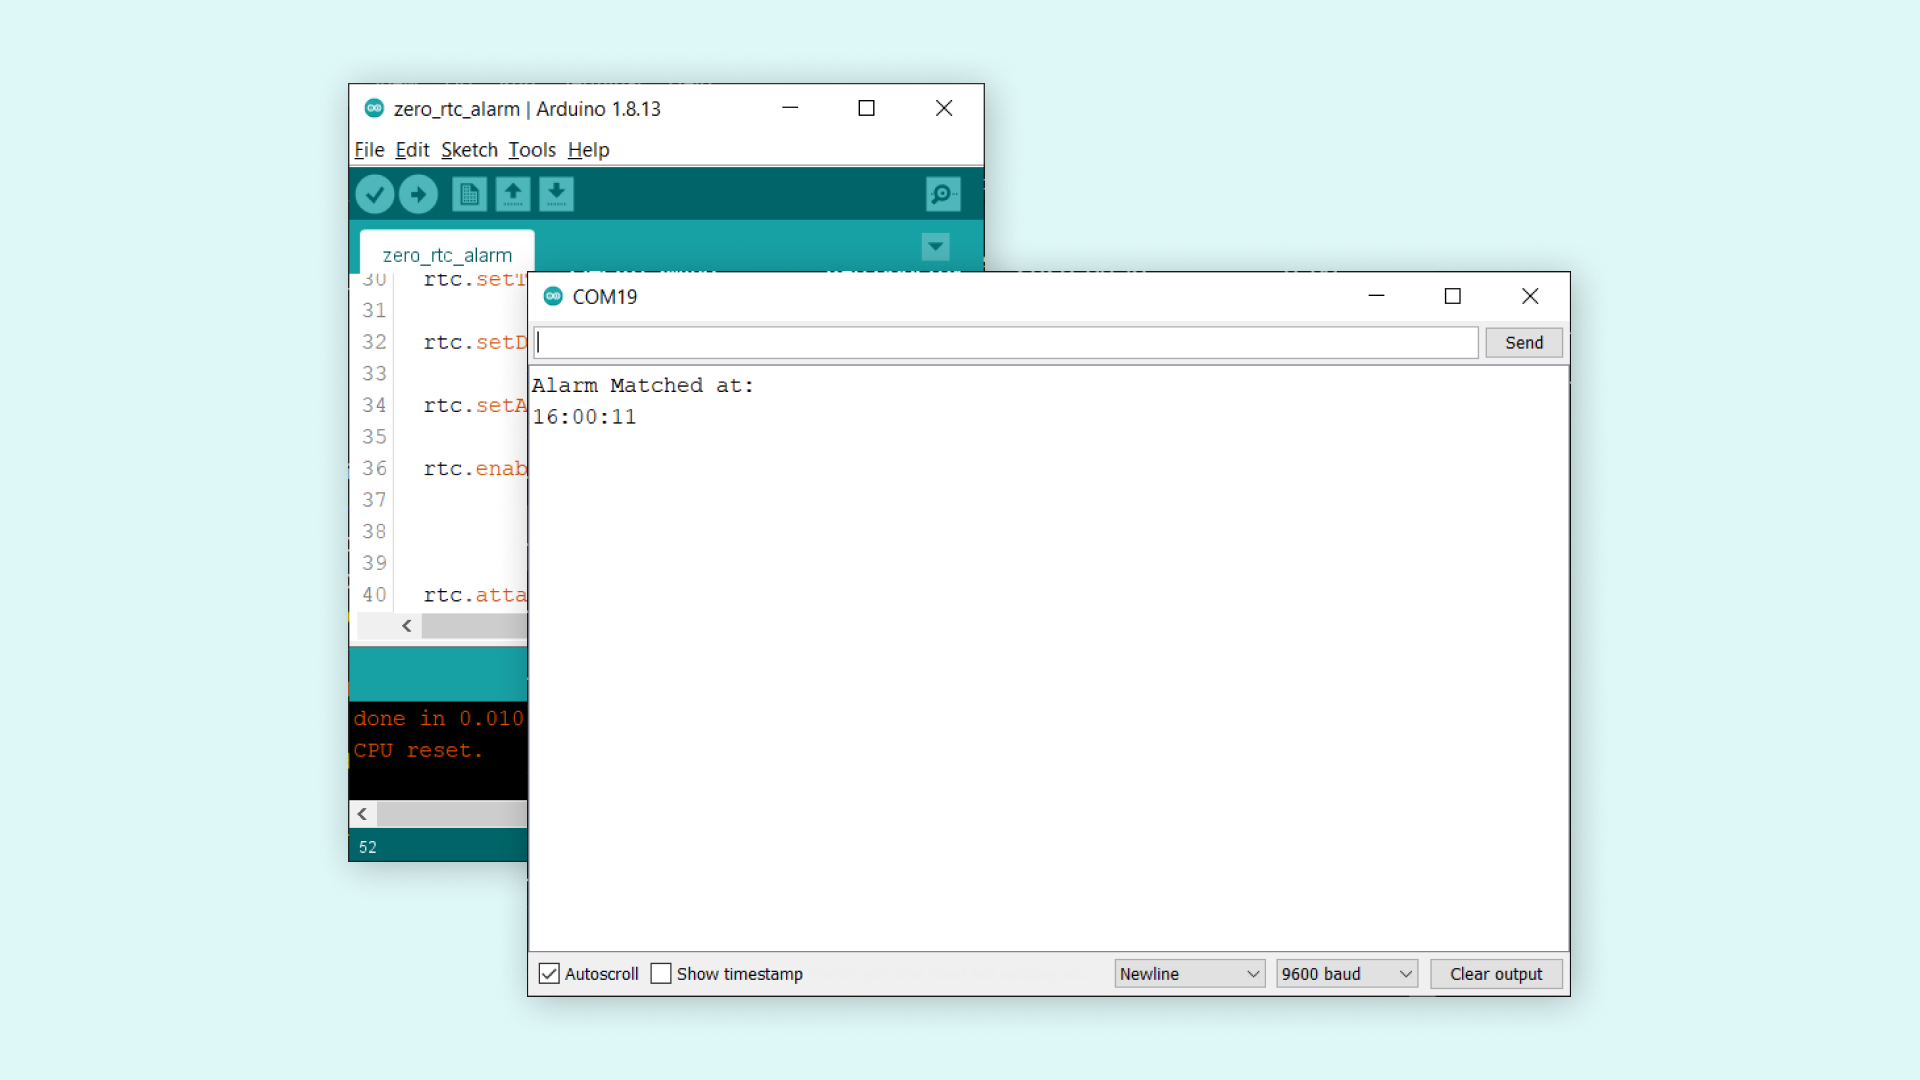 zero_rtc_alarm | Arduino 1.8.13
File Edit Sketch Tools Help
zero_rtc_alarm
30 rtc.setT
31
32 rtc.setD
33
34 rtc.setA
35
36 rtc.enab
37
38
39
40 rtc.atta
done in 0.010
CPU reset.
52
COM19
Send
Alarm Matched at:
16:00:11
Autoscroll Show timestamp Newline 9600 baud Clear output